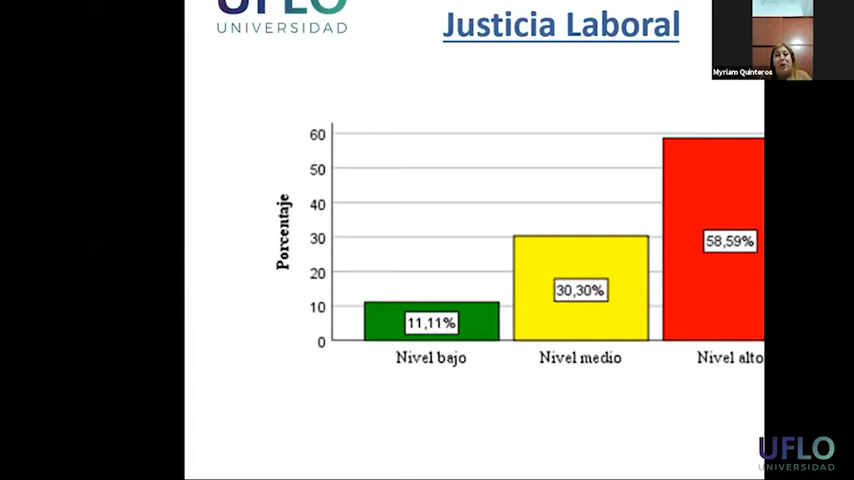 UFLO
UNIVERSIDAD
Justicia Laboral
Myriam Quinteros
Porcentaje
60
50
40
30
20
10
0
11,11%
30,30%
58,59%
Nivel bajo
Nivel medio
Nivel alto
UFLO
UNIVERSIDAD